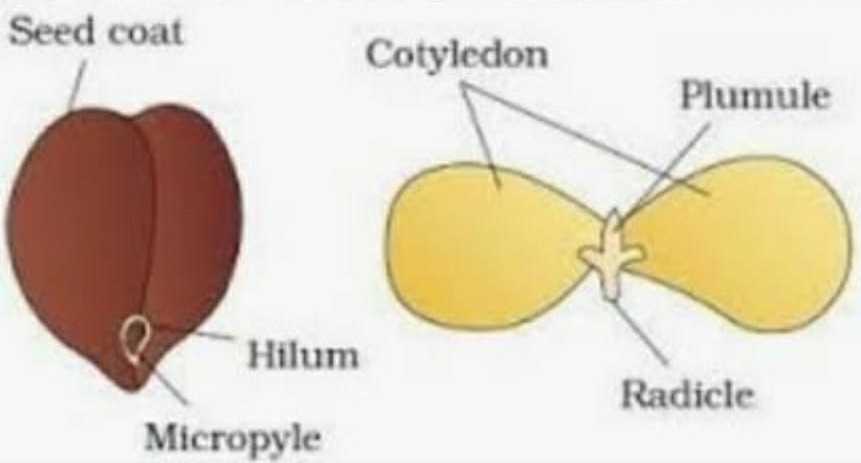 Seed coat
Cotyledon
Plumule
Hilum
Radicle
Micropyle